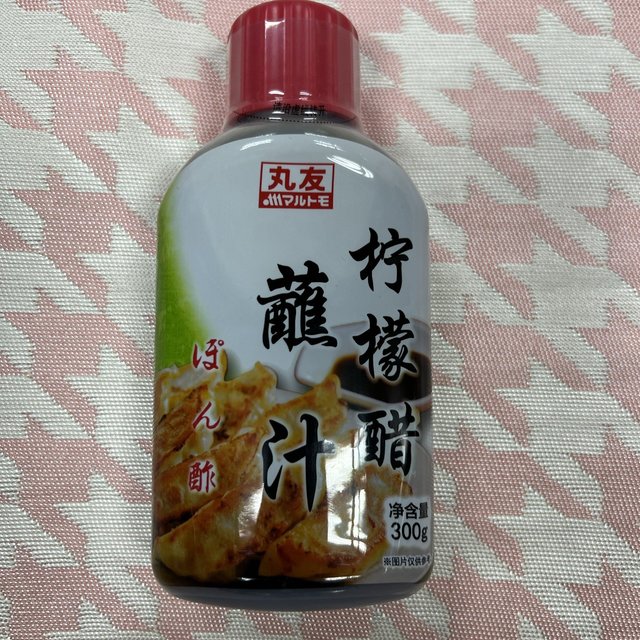 丸友
マルトモ
柠檬醋
蘸汁
ぽん酢
净含量
300g
※图片仅供参考